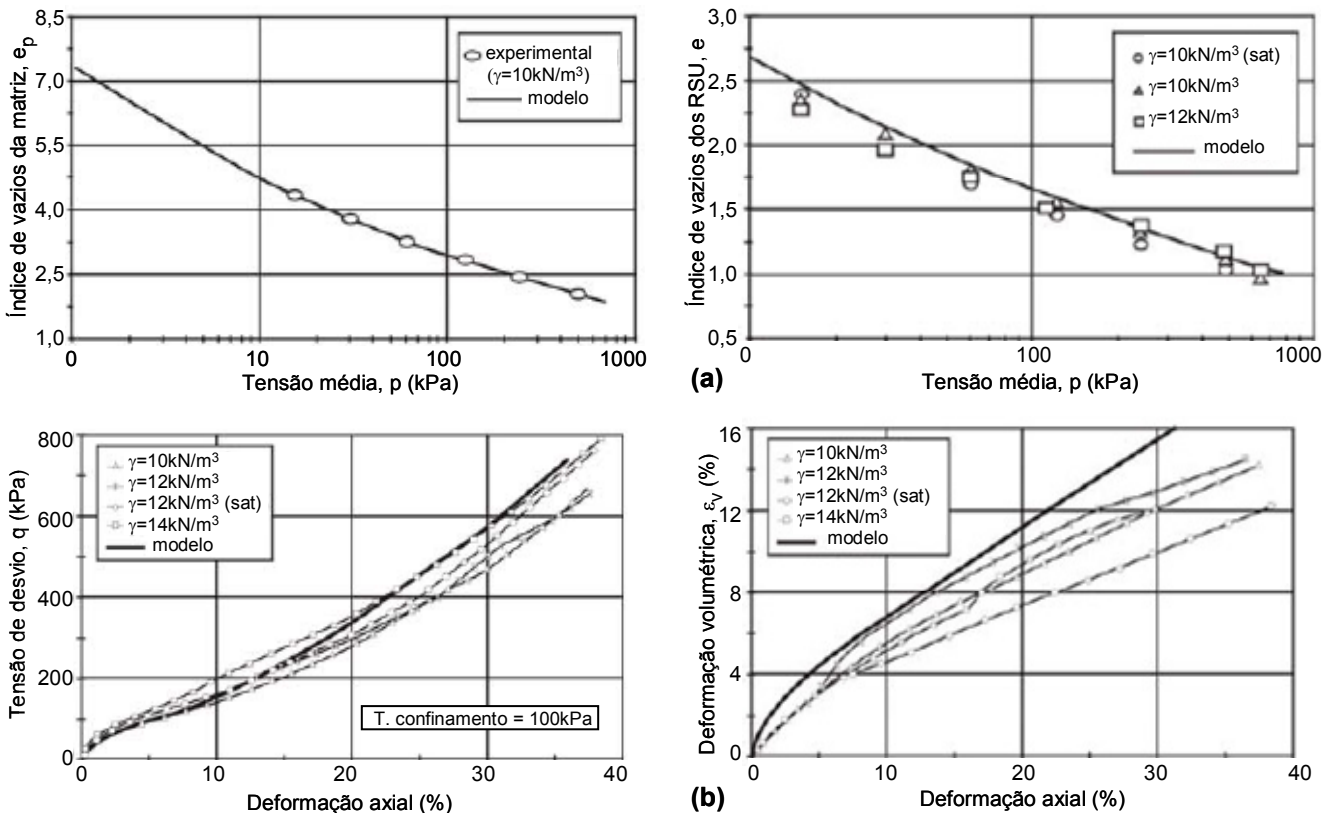 Índice de vazios da matriz, eₚ
8,5
7,0
5,5
4,0
2,5
1,0
experimental
(γ=10kN/m³)
modelo
0
10
100
1000
Tensão média, p (kPa)
Índice de vazios dos RSU, e
3,0
2,5
2,0
1,5
1,0
0,5
γ=10kN/m³ (sat)
γ=10kN/m³
γ=12kN/m³
modelo
0
100
1000
(a)
Tensão média, p (kPa)
Tensão de desvio, q (kPa)
800
600
400
200
0
γ=10kN/m³
γ=12kN/m³
γ=12kN/m³ (sat)
γ=14kN/m³
modelo
T. confinamento = 100kPa
0
10
20
30
40
Deformação axial (%)
Deformação volumétrica, εᵥ (%)
16
12
8
4
0
γ=10kN/m³
γ=12kN/m³
γ=12kN/m³ (sat)
γ=14kN/m³
modelo
0
10
20
30
40
(b)
Deformação axial (%)